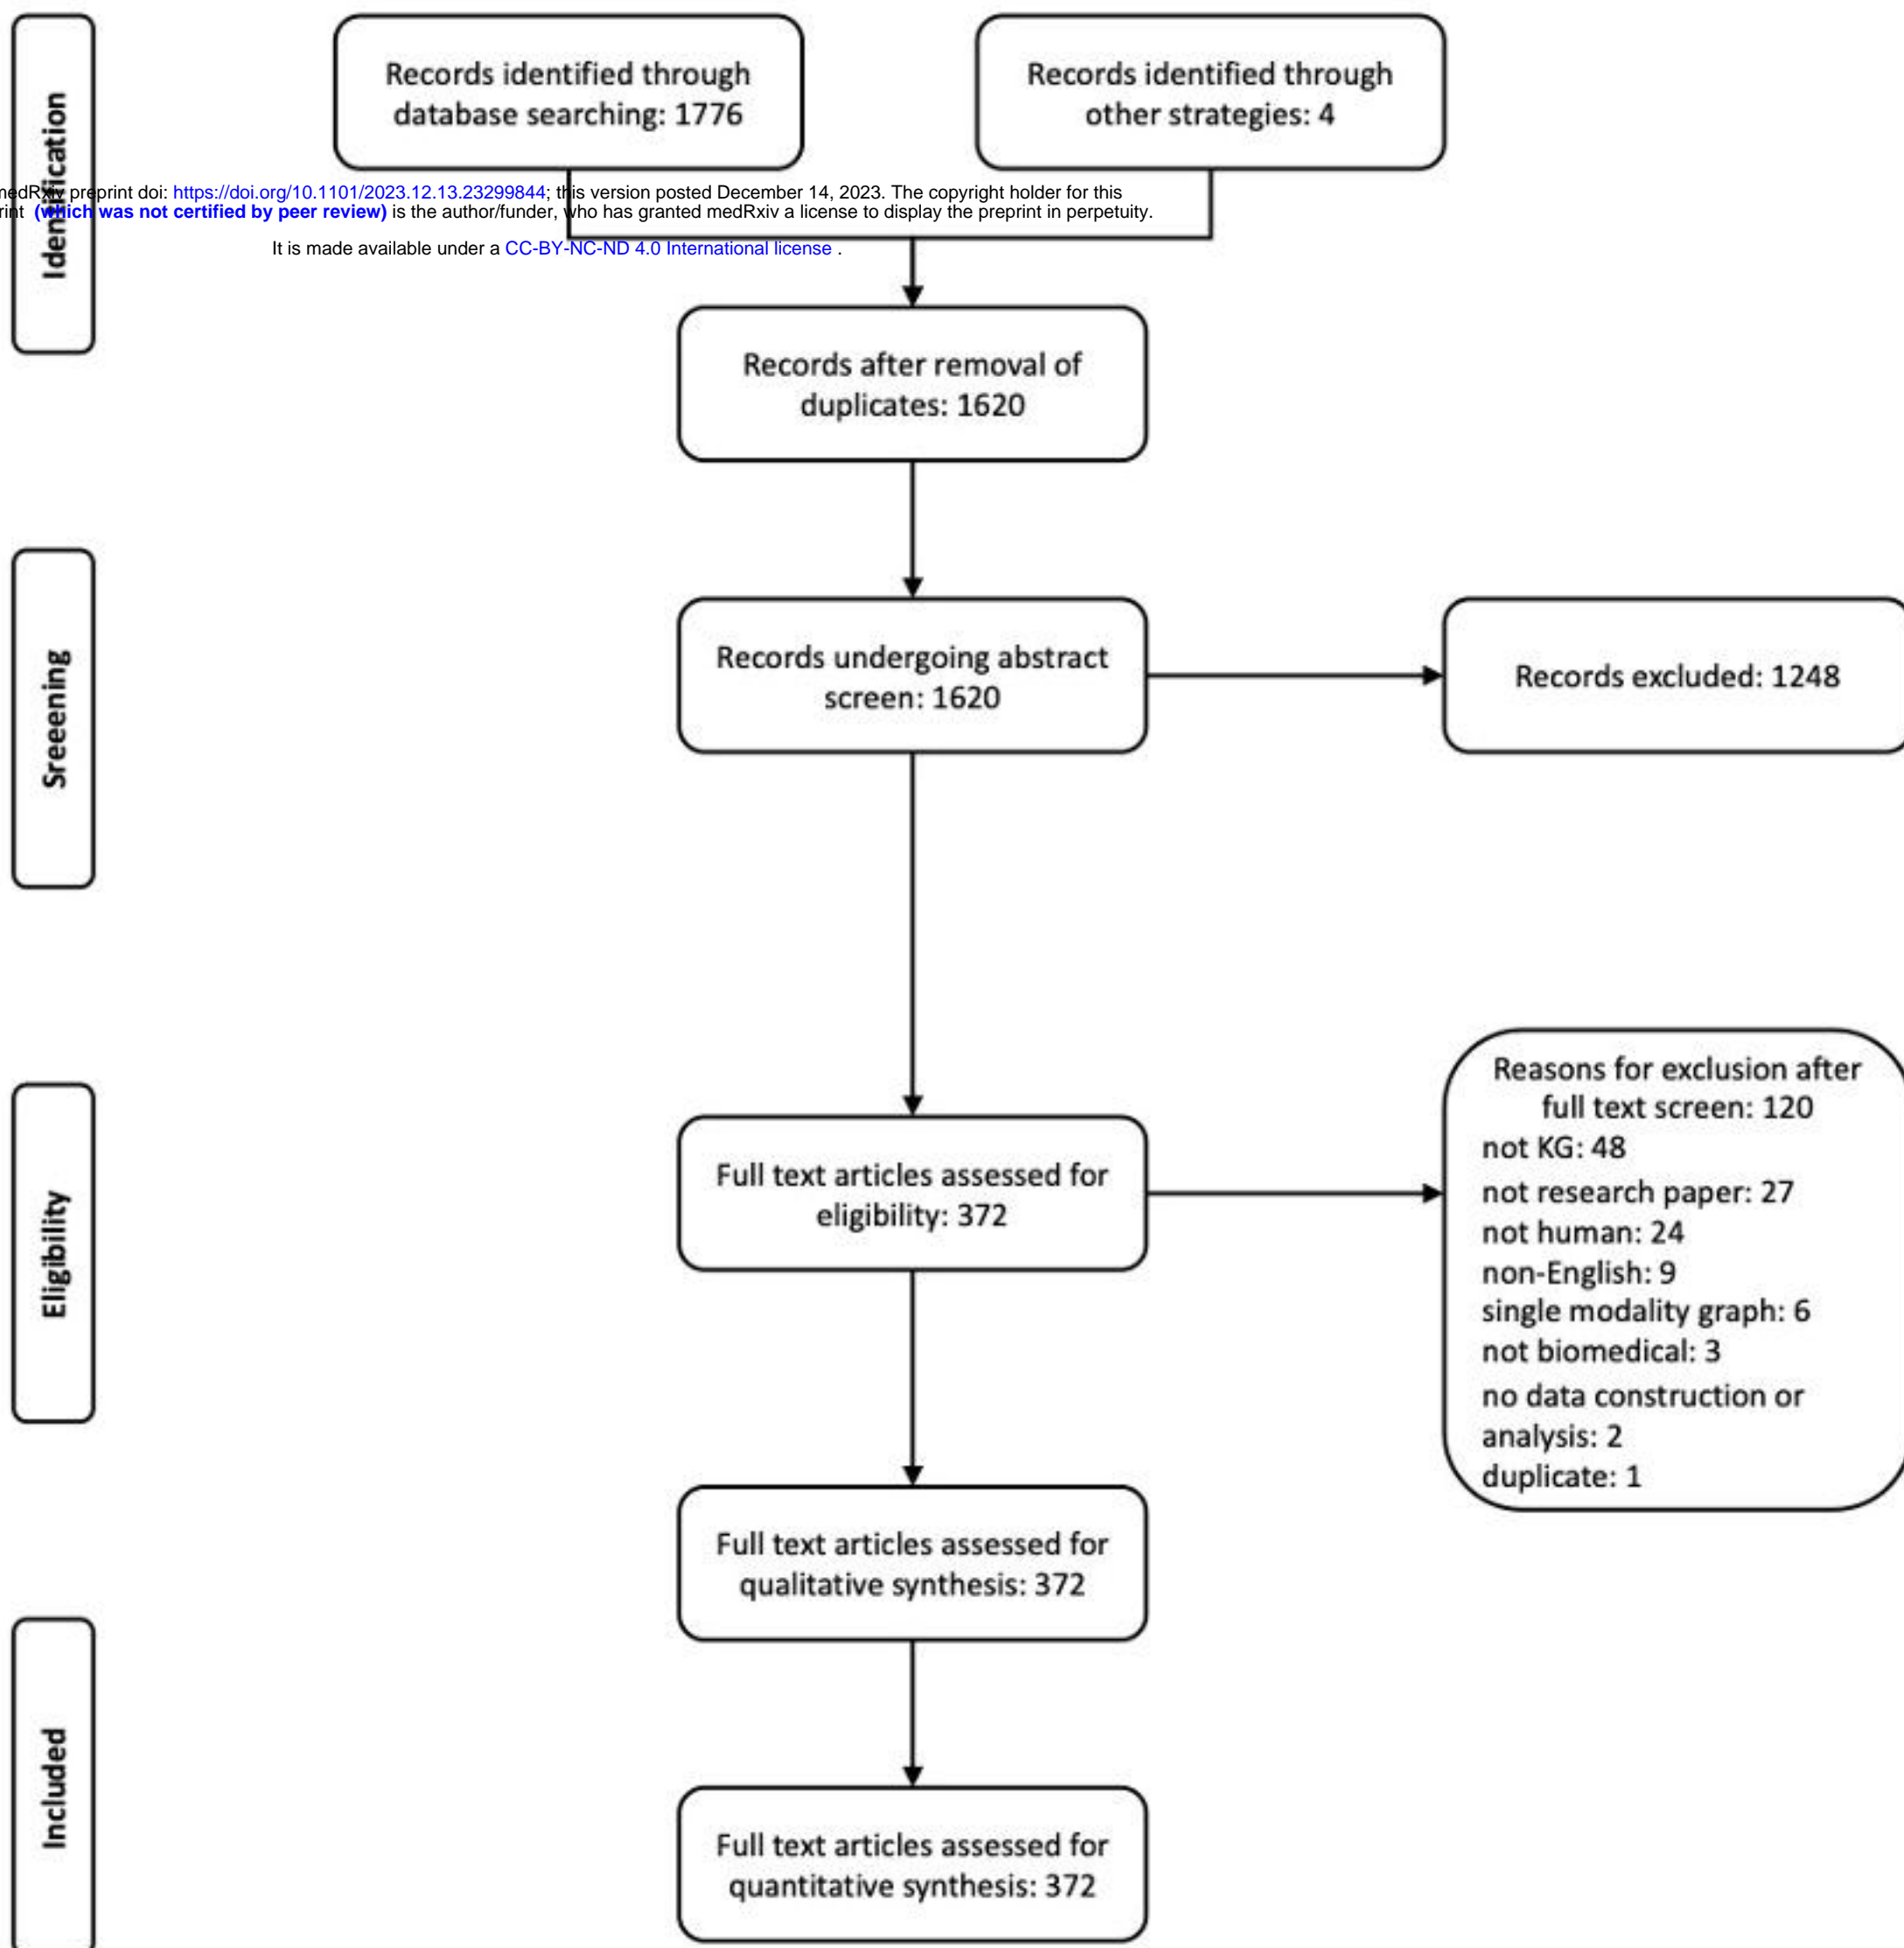 Identification
Records identified through
database searching: 1776
Records identified through
other strategies: 4
preprint doi: https://doi.org/10.1101/2023.12.13.23299844; this version posted December 14, 2023. The copyright holder for this
(which was not certified by peer review) is the author/funder, who has granted medRxiv a license to display the preprint in perpetuity.
It is made available under a CC-BY-NC-ND 4.0 International license .
Records after removal of
duplicates: 1620
Sreening
Records undergoing abstract
screen: 1620
Records excluded: 1248
Eligibility
Full text articles assessed for
eligibility: 372
Reasons for exclusion after
full text screen: 120
not KG: 48
not research paper: 27
not human: 24
non-English: 9
single modality graph: 6
not biomedical: 3
no data construction or
analysis: 2
duplicate: 1
Full text articles assessed for
qualitative synthesis: 372
Included
Full text articles assessed for
quantitative synthesis: 372